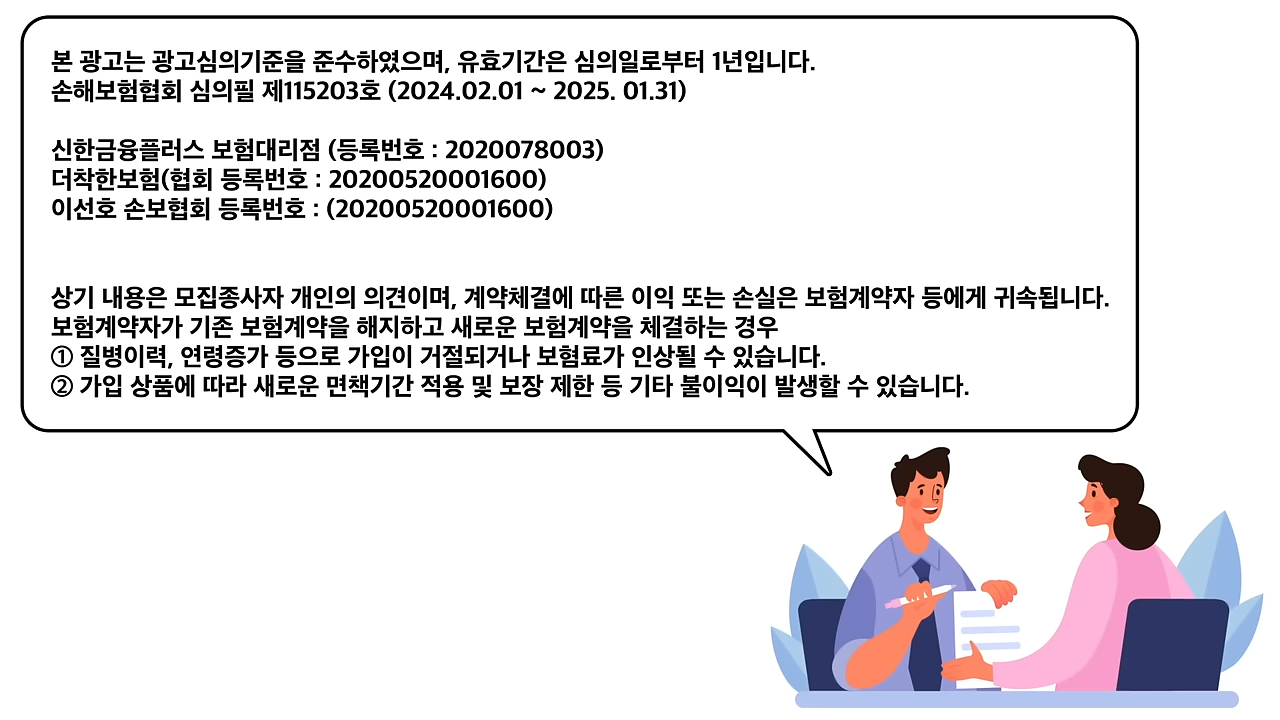 본 광고는 광고심의기준을 준수하였으며, 유효기간은 심의일로부터 1년입니다.
손해보험협회 심의필 제115203호 (2024.02.01 ~ 2025. 01.31)
신한금융플러스 보험대리점 (등록번호 : 2020078003)
더착한보험(협회 등록번호 : 20200520001600)
이선호 손보협회 등록번호 : (20200520001600)
상기 내용은 모집종사자 개인의 의견이며, 계약체결에 따른 이익 또는 손실은 보험계약자 등에게 귀속됩니다.
보험계약자가 기존 보험계약을 해지하고 새로운 보험계약을 체결하는 경우
① 질병이력, 연령증가 등으로 가입이 거절되거나 보험료가 인상될 수 있습니다.
② 가입 상품에 따라 새로운 면책기간 적용 및 보장 제한 등 기타 불이익이 발생할 수 있습니다.